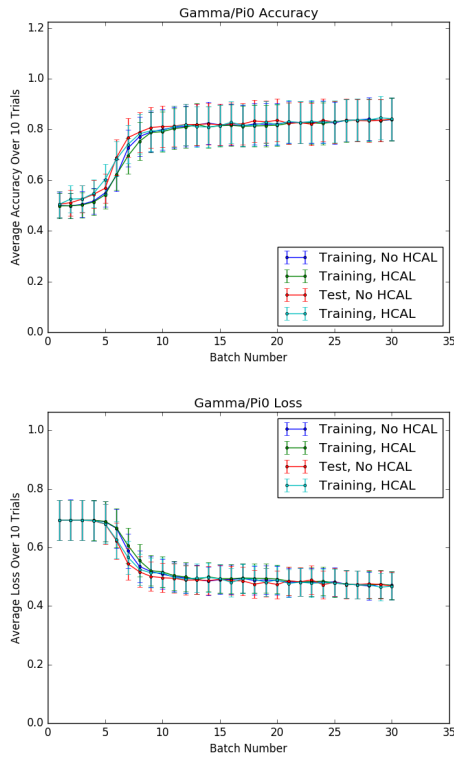 Gamma/Pi0 Accuracy
1.2
1.0
0.8
0.6
0.4
0.2
0.0
Average Accuracy Over 10 Trials
Training, No HCAL
Training, HCAL
Test, No HCAL
Training, HCAL
0 5 10 15 20 25 30 35
Batch Number
Gamma/Pi0 Loss
1.0
0.8
0.6
0.4
0.2
0.0
Average Loss Over 10 Trials
Training, No HCAL
Training, HCAL
Test, No HCAL
Training, HCAL
0 5 10 15 20 25 30 35
Batch Number